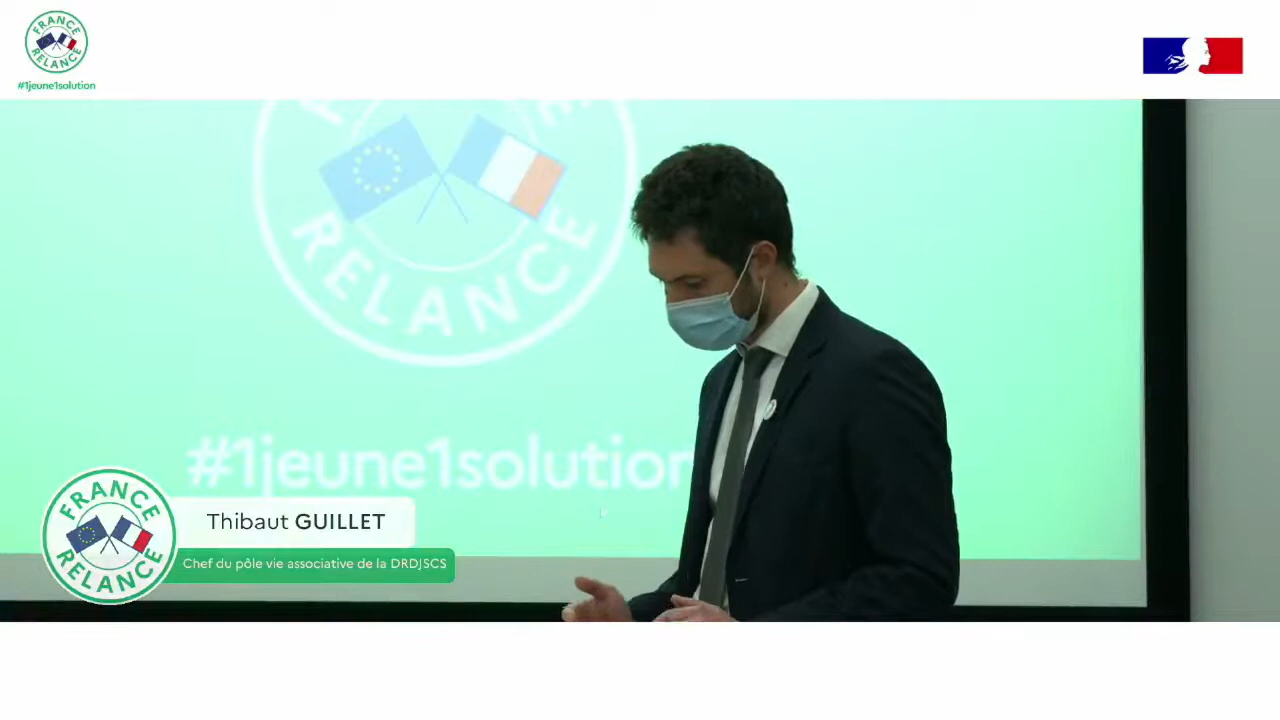 FRANCE
RELANCE
#1jeune1solution
RELANCE
#1jeune1solution
FRANCE
RELANCE
Thibaut GUILLET
Chef du pôle vie associative de la DRDJSCS